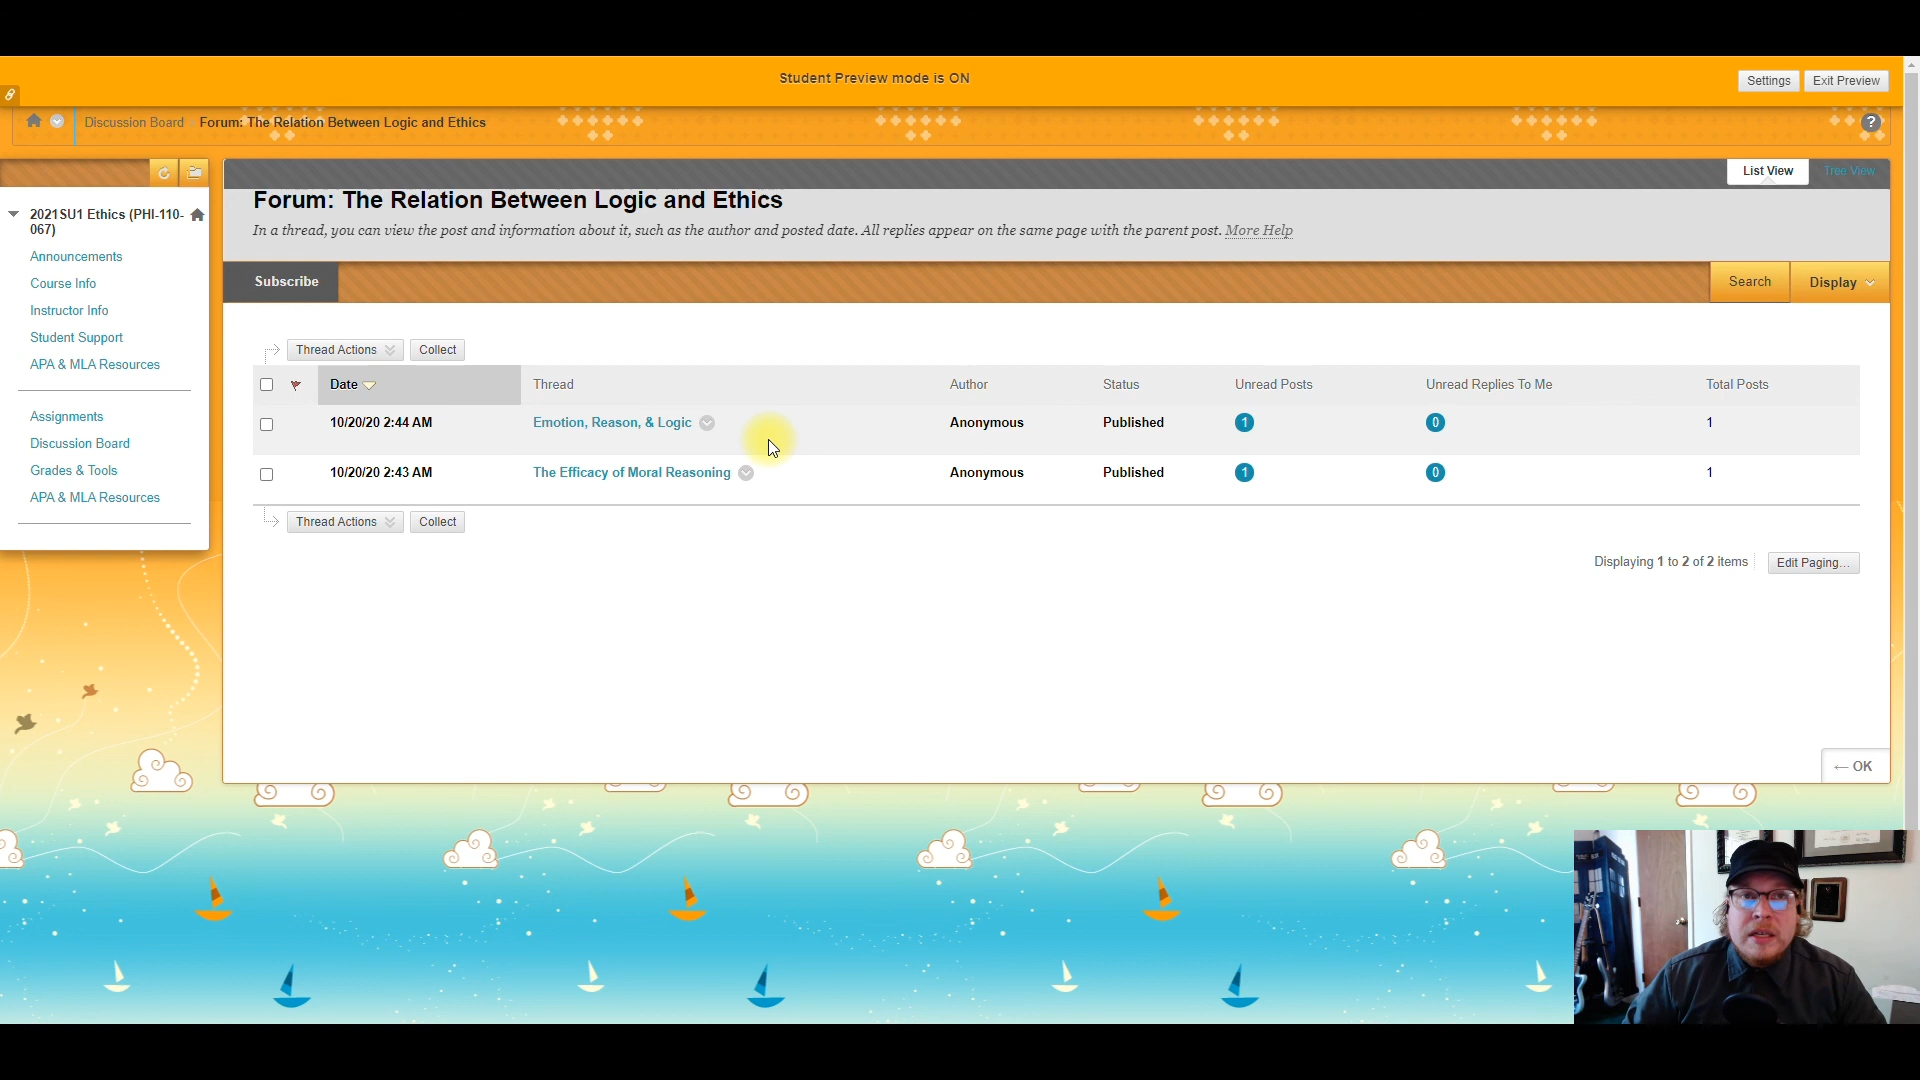 Student Preview mode is ON
Settings
Exit Preview
Discussion Board
Forum: The Relation Between Logic and Ethics
?
List View
Tree View
2021SU1 Ethics (PHI-110-
067)
Announcements
Course Info
Instructor Info
Student Support
APA & MLA Resources
Assignments
Discussion Board
Grades & Tools
APA & MLA Resources
Forum: The Relation Between Logic and Ethics
In a thread, you can view the post and information about it, such as the author and posted date. All replies appear on the same page with the parent post. More Help
Subscribe
Search
Display
Thread Actions
Collect
Date Thread Author Status Unread Posts Unread Replies To Me Total Posts
10/20/20 2:44 AM Emotion, Reason, & Logic Anonymous Published 1 0 1
10/20/20 2:43 AM The Efficacy of Moral Reasoning Anonymous Published 1 0 1
Thread Actions
Collect
Displaying 1 to 2 of 2 items
Edit Paging...
← OK